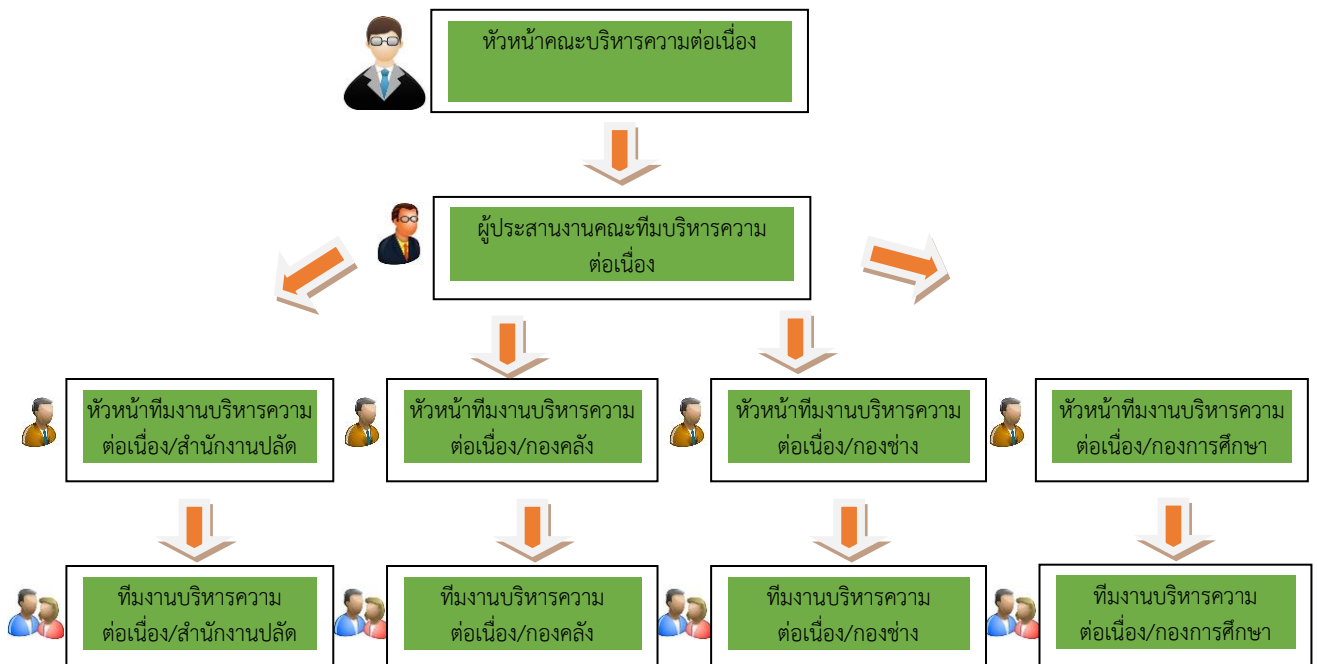 หัวหน้าคณะบริหารความต่อเนื่อง
ผู้ประสานงานคณะทีมบริหารความ
ต่อเนื่อง
หัวหน้าทีมงานบริหารความ
ต่อเนื่อง/สำนักงานปลัด
หัวหน้าทีมงานบริหารความ
ต่อเนื่อง/กองคลัง
หัวหน้าทีมงานบริหารความ
ต่อเนื่อง/กองช่าง
หัวหน้าทีมงานบริหารความ
ต่อเนื่อง/กองการศึกษา
ทีมงานบริหารความ
ต่อเนื่อง/สำนักงานปลัด
ทีมงานบริหารความ
ต่อเนื่อง/กองคลัง
ทีมงานบริหารความ
ต่อเนื่อง/กองช่าง
ทีมงานบริหารความ
ต่อเนื่อง/กองการศึกษา